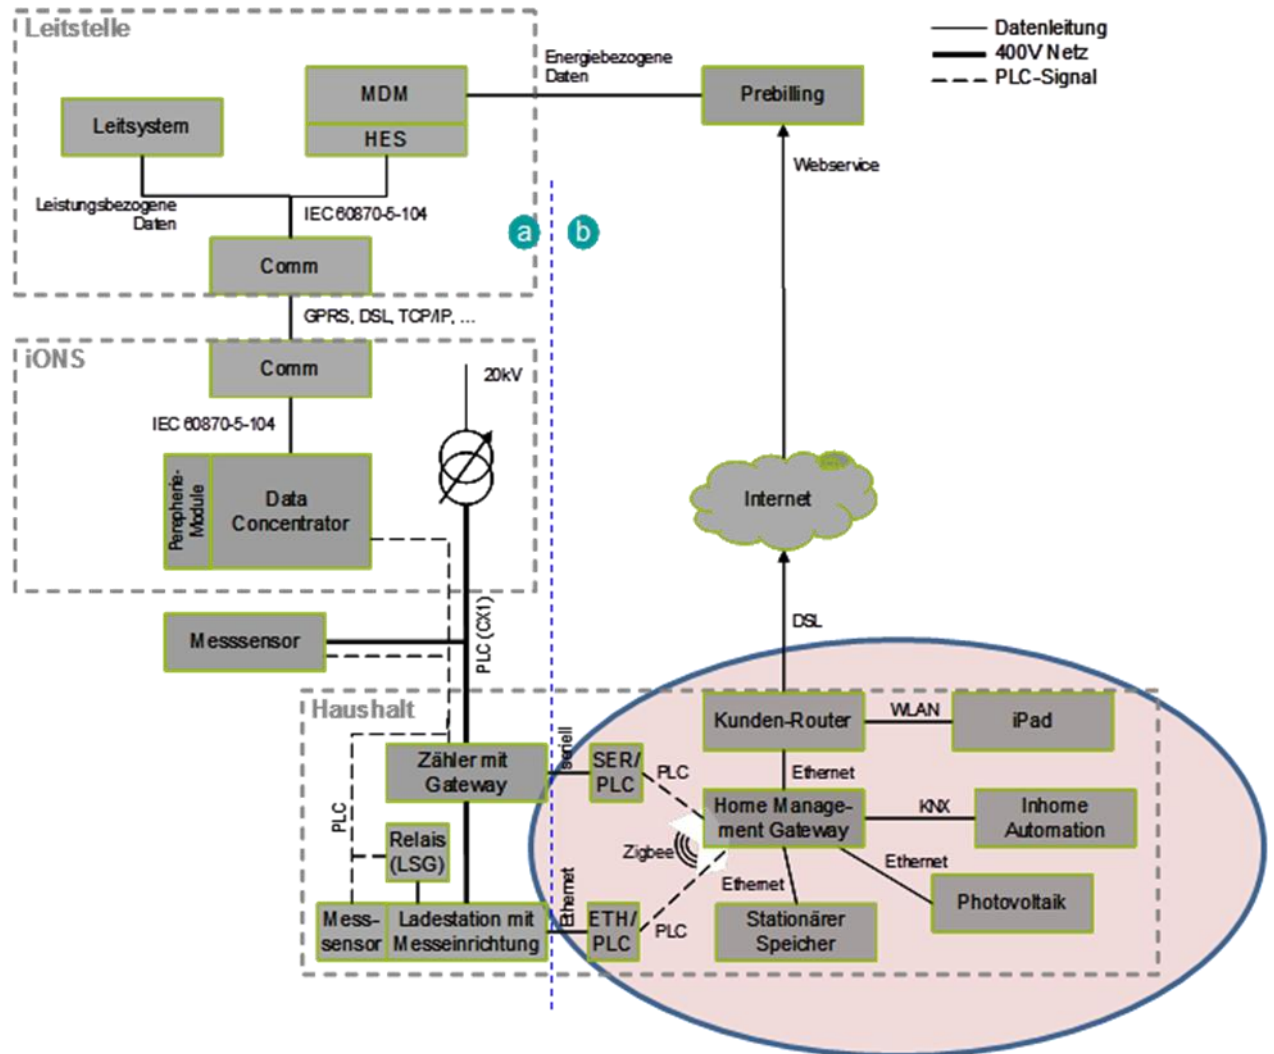 Leitstelle
Datenleitung
400V Netz
PLC-Signal
Energiebezogene
Daten
MDM
HES
Prebilling
Leitsystem
Webservice
Leistungsbezogene
Daten
IEC 60870-5-104
a
b
Comm
GPRS, DSL, TCP/IP, ...
iONS
Comm
20kV
IEC 60870-5-104
Perepherie-
Module
Data
Concentrator
Internet
PLC (CX1)
DSL
Messsensor
Haushalt
Kunden-Router
WLAN
iPad
seriell
Zähler mit
Gateway
SER/
PLC
PLC
Ethernet
Home Manage-
ment Gateway
KNX
Inhome
Automation
PLC
Relais
(LSG)
Zigbee
Ethernet
Ethernet
Photovoltaik
Ethernet
Mess-
sensor
Ladestation mit
Messeinrichtung
ETH/
PLC
PLC
Stationärer
Speicher